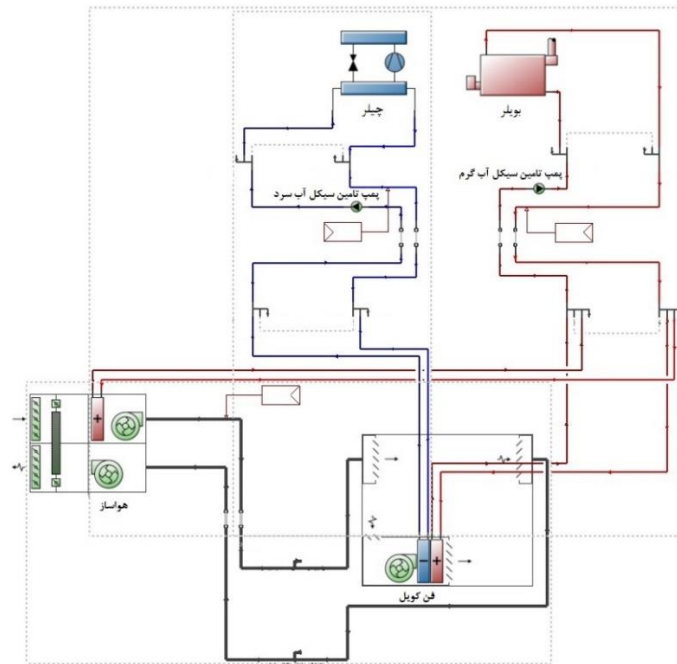 چیلر
بویلر
پمپ تامین سیکل آب گرم
پمپ تامین سیکل آب سرد
هواساز
فن کویل